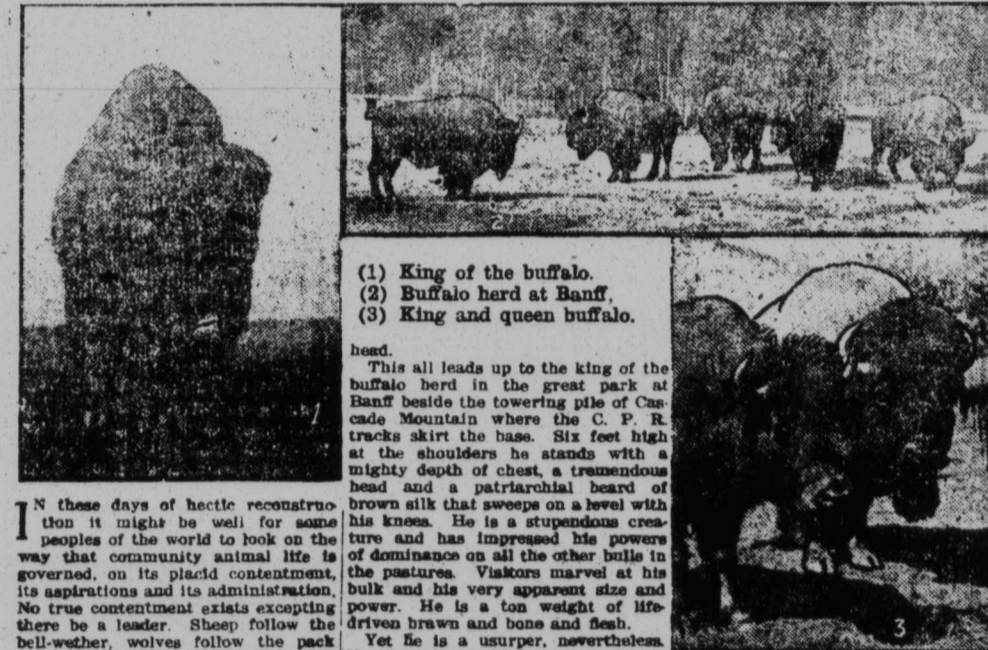 1
2
(1) King of the buffalo.
(2) Buffalo herd at Banff,
(3) King and queen buffalo.
3
IN these days of hectic reconstruc-
tion it might be well for some
peoples of the world to look on the
way that community animal life is
governed, on its placid contentment,
its aspirations and its administration.
No true contentment exists excepting
there be a leader. Sheep follow the
bell-wether, wolves follow the pack
head.
This all leads up to the king of the
buffalo herd in the great park at
Banff beside the towering pile of Cas-
cade Mountain where the C. P. R.
tracks skirt the base. Six feet high
at the shoulders he stands with a
mighty depth of chest, a tremendous
head and a patriarchial beard of
brown silk that sweeps on a level with
his knees. He is a stupendous crea-
ture and has impressed his powers
of dominance on all the other bulls in
the pastures. Visitors marvel at his
bulk and his very apparent size and
power. He is a ton weight of life-
driven brawn and bone and flesh.
Yet he is a usurper, nevertheless.